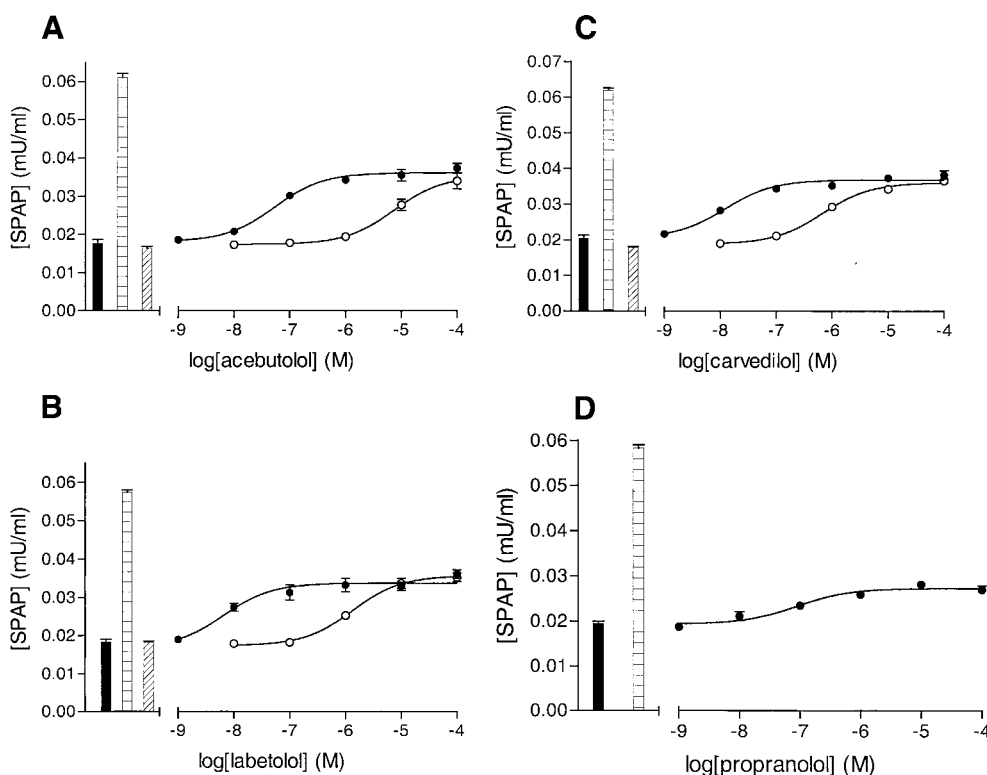 A
[SPAP] (mU/ml)
0.06
0.05
0.04
0.03
0.02
0.01
0.00
-9 -8 -7 -6 -5 -4
log[acebutolol] (M)
C
[SPAP] (mU/ml)
0.07
0.06
0.05
0.04
0.03
0.02
0.01
0.00
-9 -8 -7 -6 -5 -4
log[carvedilol] (M)
B
[SPAP] (mU/ml)
0.06
0.05
0.04
0.03
0.02
0.01
0.00
-9 -8 -7 -6 -5 -4
log[labetolol] (M)
D
[SPAP] (mU/ml)
0.06
0.05
0.04
0.03
0.02
0.01
0.00
-9 -8 -7 -6 -5 -4
log[propranolol] (M)